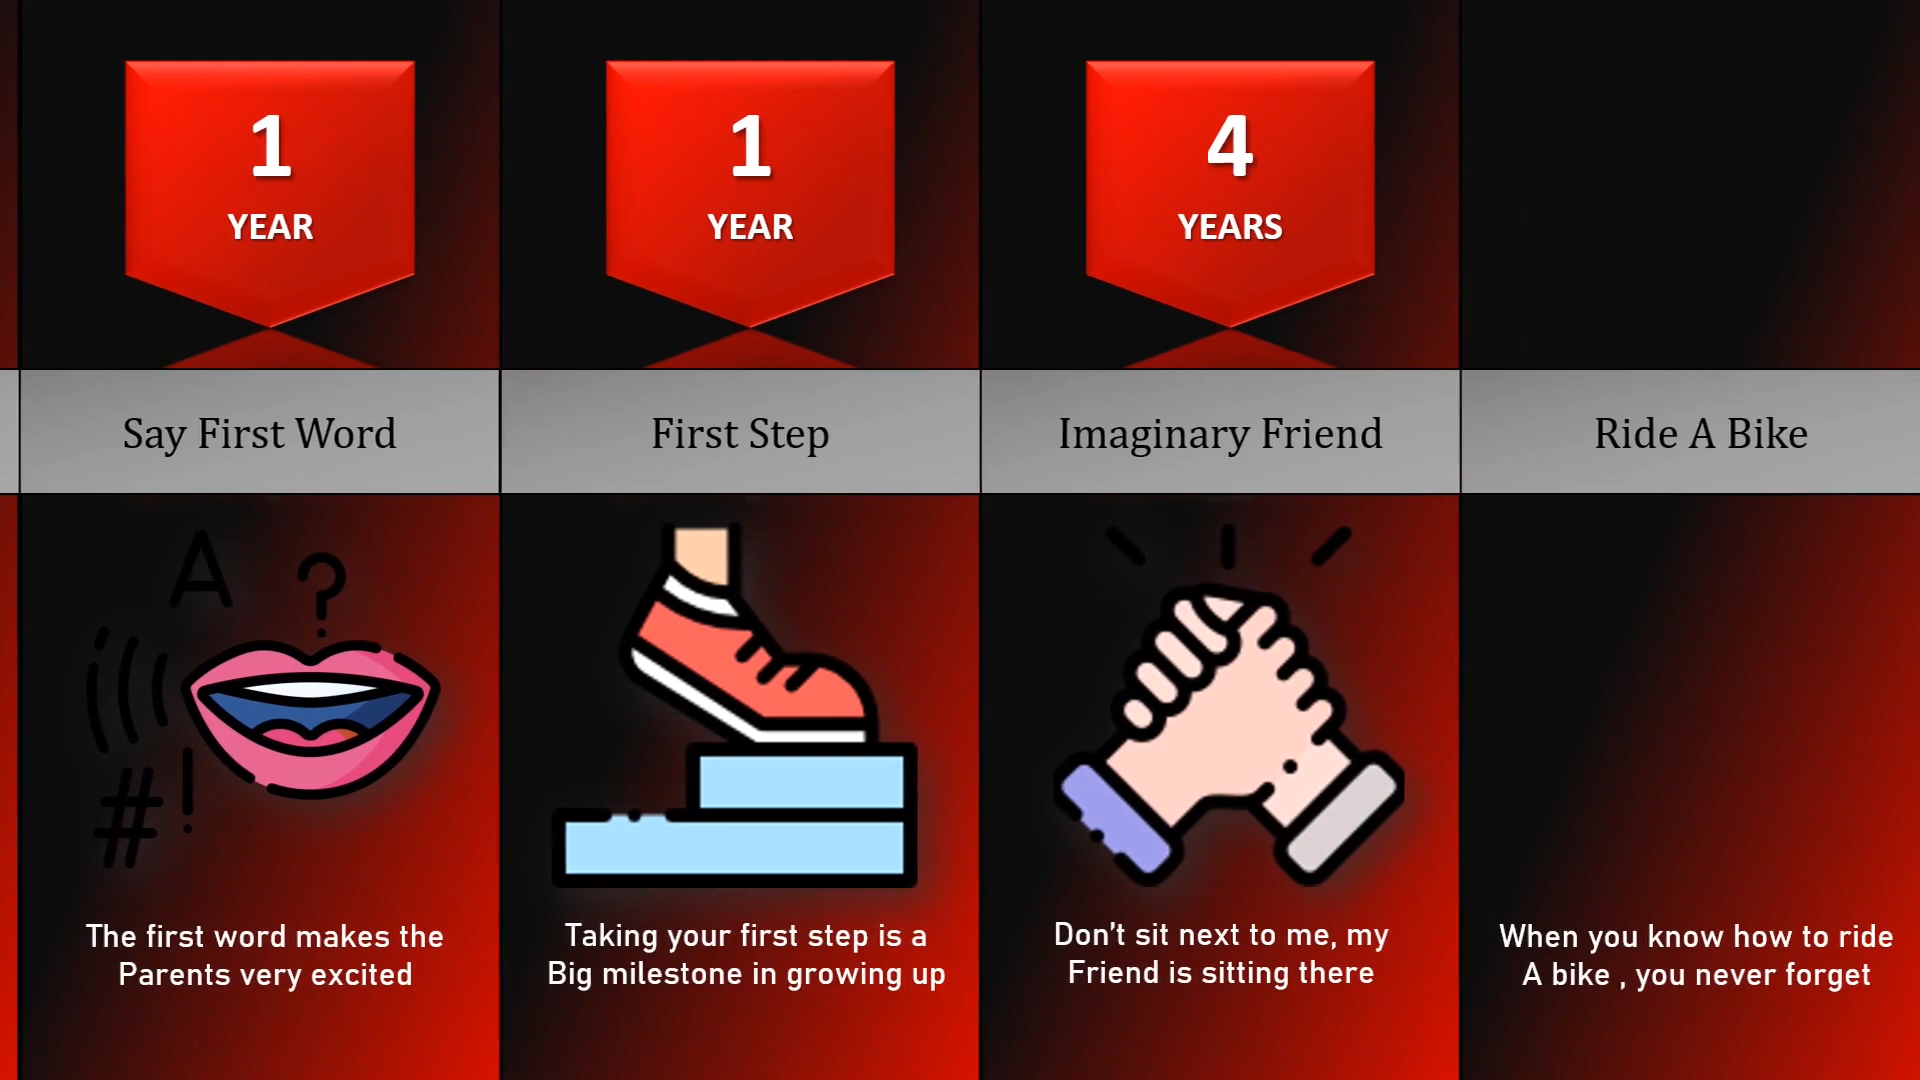 1
YEAR
Say First Word
A
?
#
!
The first word makes the
Parents very excited
1
YEAR
First Step
Taking your first step is a
Big milestone in growing up
4
YEARS
Imaginary Friend
Don't sit next to me, my
Friend is sitting there
Ride A Bike
When you know how to ride
A bike , you never forget